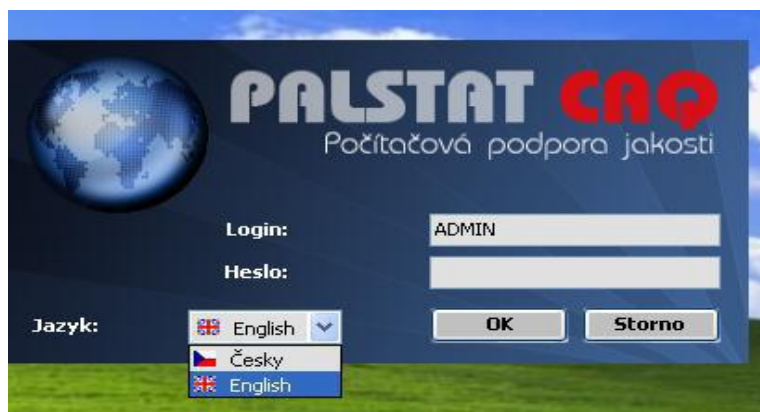 PALSTAT CAQ
Počítačová podpora jakosti
Login: ADMIN
Heslo:
Jazyk: English OK Storno
Česky
English